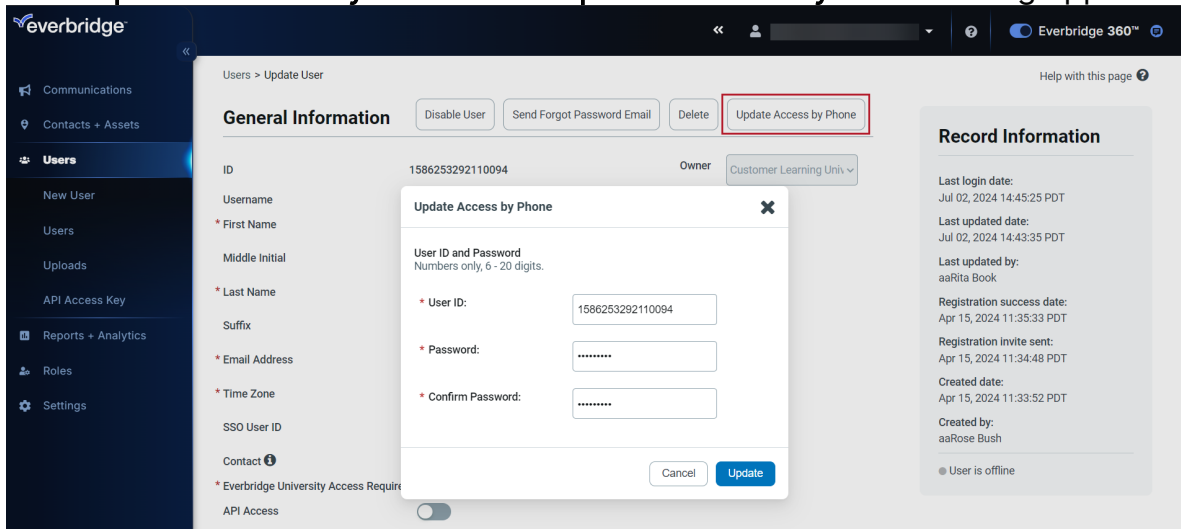 everbridge
Everbridge 360™
Communications
Contacts + Assets
Users
New User
Users
Uploads
API Access Key
Reports + Analytics
Roles
Settings
Users > Update User
Help with this page
General Information
Disable User
Send Forgot Password Email
Delete
Update Access by Phone
ID 1586253292110094
Owner Customer Learning Univ
Username
* First Name
Middle Initial
* Last Name
Suffix
* Email Address
* Time Zone
SSO User ID
Contact
* Everbridge University Access Require
API Access
Update Access by Phone
User ID and Password
Numbers only, 6 - 20 digits.
* User ID: 1586253292110094
* Password: •••••••••
* Confirm Password: •••••••••
Cancel
Update
Record Information
Last login date:
Jul 02, 2024 14:45:25 PDT
Last updated date:
Jul 02, 2024 14:43:35 PDT
Last updated by:
aaRita Book
Registration success date:
Apr 15, 2024 11:35:33 PDT
Registration invite sent:
Apr 15, 2024 11:34:48 PDT
Created date:
Apr 15, 2024 11:33:52 PDT
Created by:
aaRose Bush
User is offline